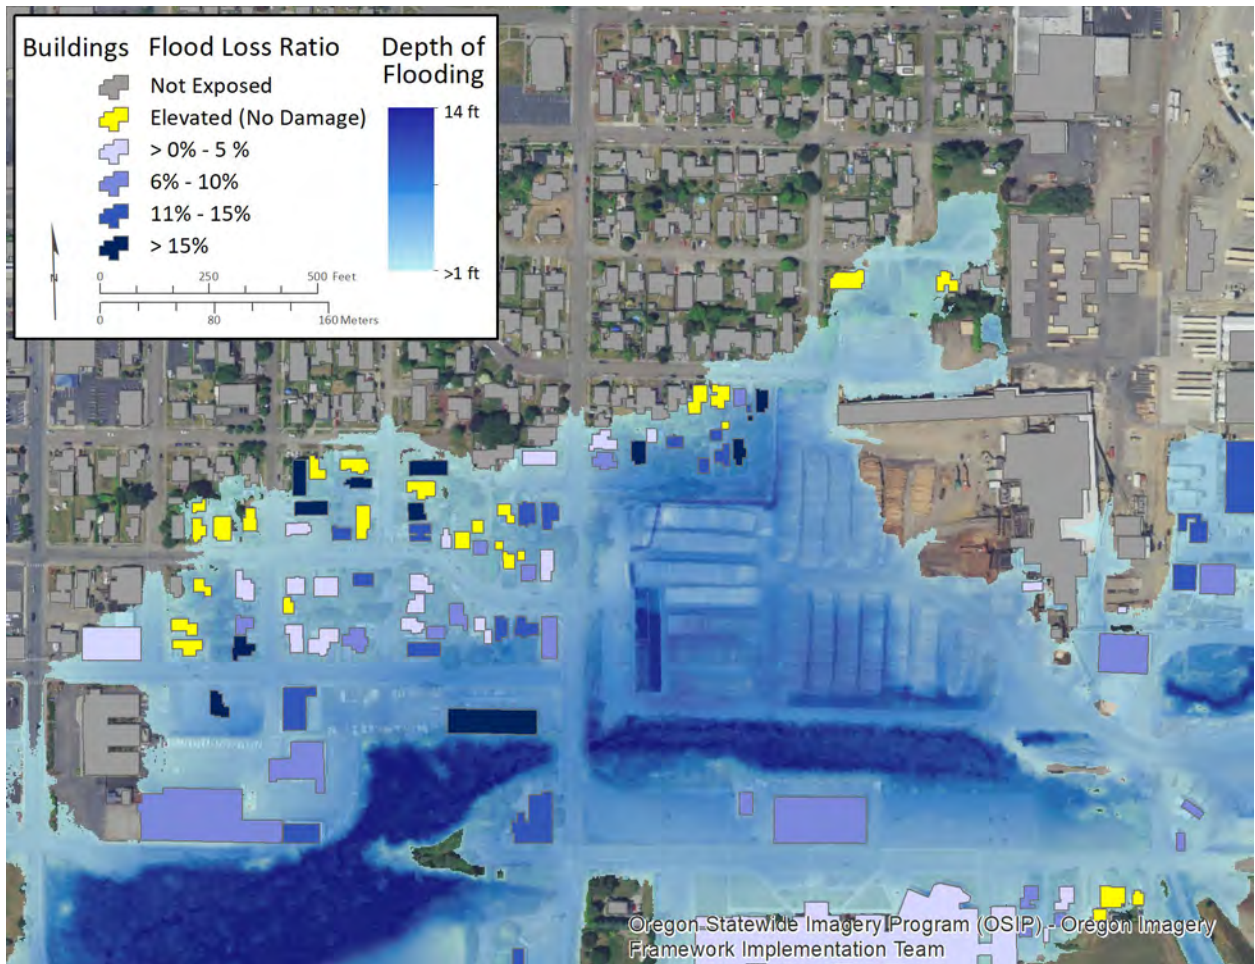 Buildings Flood Loss Ratio
Depth of
Flooding
Not Exposed
Elevated (No Damage)
> 0% - 5 %
6% - 10%
11% - 15%
> 15%
14 ft
>1 ft
N
0 250 500 Feet
0 80 160 Meters
Oregon Statewide Imagery Program (OSIP) - Oregon Imagery
Framework Implementation Team